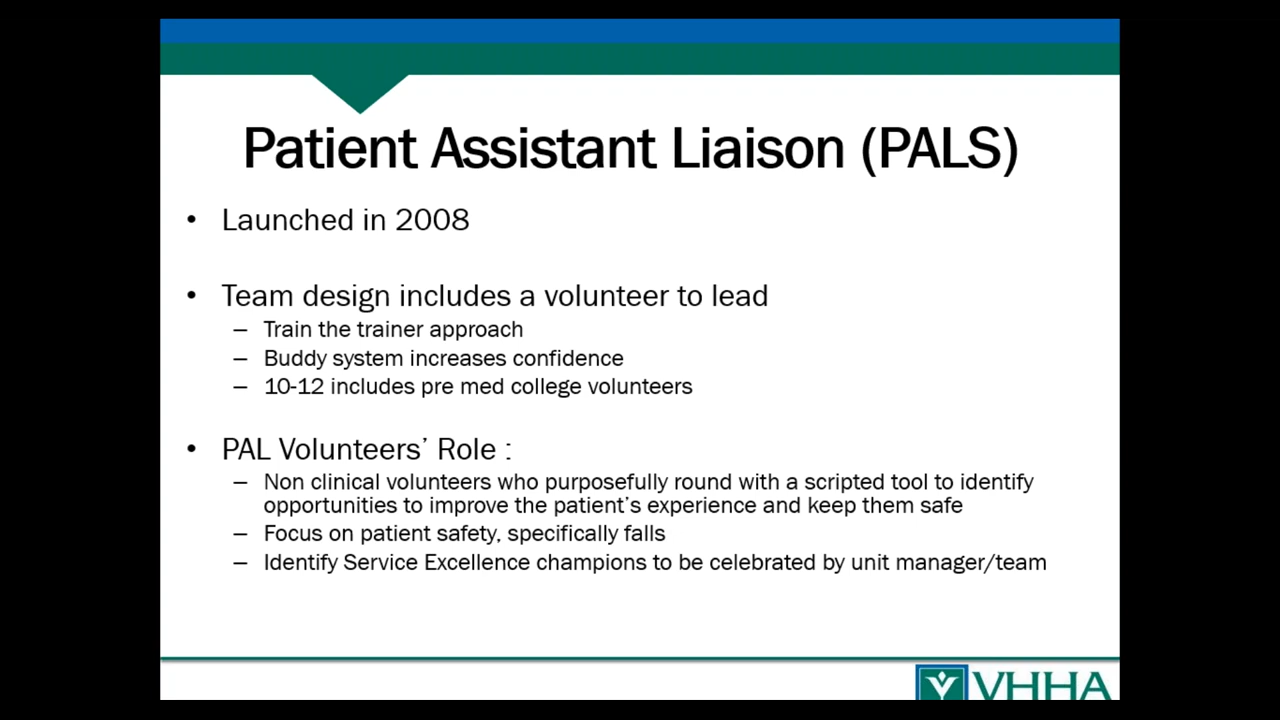 Patient Assistant Liaison (PALS)
• Launched in 2008
• Team design includes a volunteer to lead
– Train the trainer approach
– Buddy system increases confidence
– 10-12 includes pre med college volunteers
• PAL Volunteers’ Role :
– Non clinical volunteers who purposefully round with a scripted tool to identify
opportunities to improve the patient’s experience and keep them safe
– Focus on patient safety, specifically falls
– Identify Service Excellence champions to be celebrated by unit manager/team
VHHA